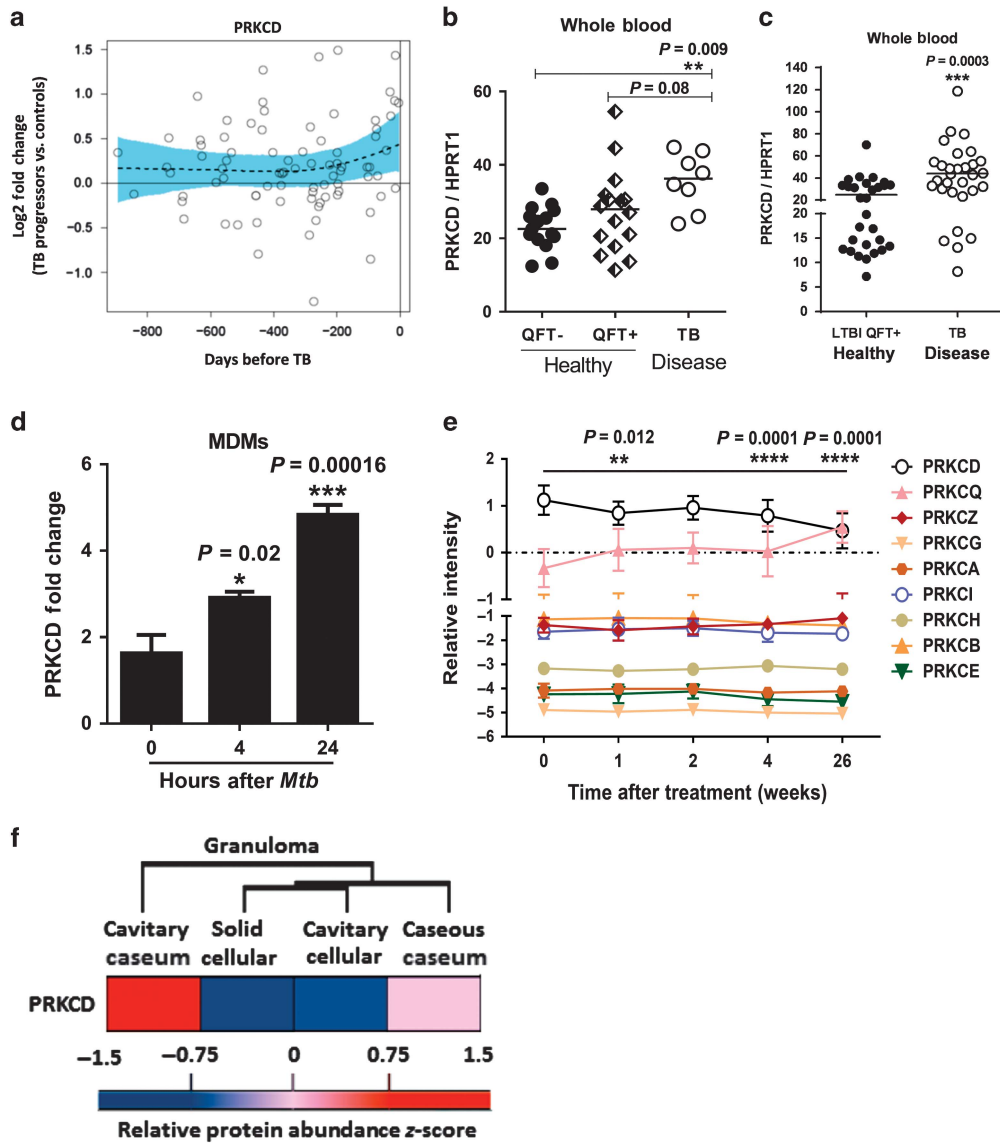 a
PRKCD
1.5
1.0
0.5
0.0
−0.5
−1.0
Log2 fold change
(TB progressors vs. controls)
−800
−600
−400
−200
0
Days before TB
b
Whole blood
P = 0.009
**
P = 0.08
60
40
20
0
PRKCD / HPRT1
QFT-
QFT+
TB
Healthy
Disease
c
Whole blood
P = 0.0003
***
140
120
100
80
60
40
20
20
15
10
5
0
PRKCD / HPRT1
LTBI QFT+
TB
Healthy
Disease
d
MDMs
P = 0.00016
***
P = 0.02
*
6
4
2
0
PRKCD fold change
0
4
24
Hours after Mtb
e
P = 0.012
P = 0.0001
P = 0.0001
**
****
****
2
1
0
−1
−1
−2
−3
−4
−5
−6
Relative intensity
0
1
2
4
26
Time after treatment (weeks)
PRKCD
PRKCQ
PRKCZ
PRKCG
PRKCA
PRKCI
PRKCH
PRKCB
PRKCE
f
Granuloma
Cavitary
caseum
Solid
cellular
Cavitary
cellular
Caseous
caseum
PRKCD
−1.5
−0.75
0
0.75
1.5
Relative protein abundance z-score